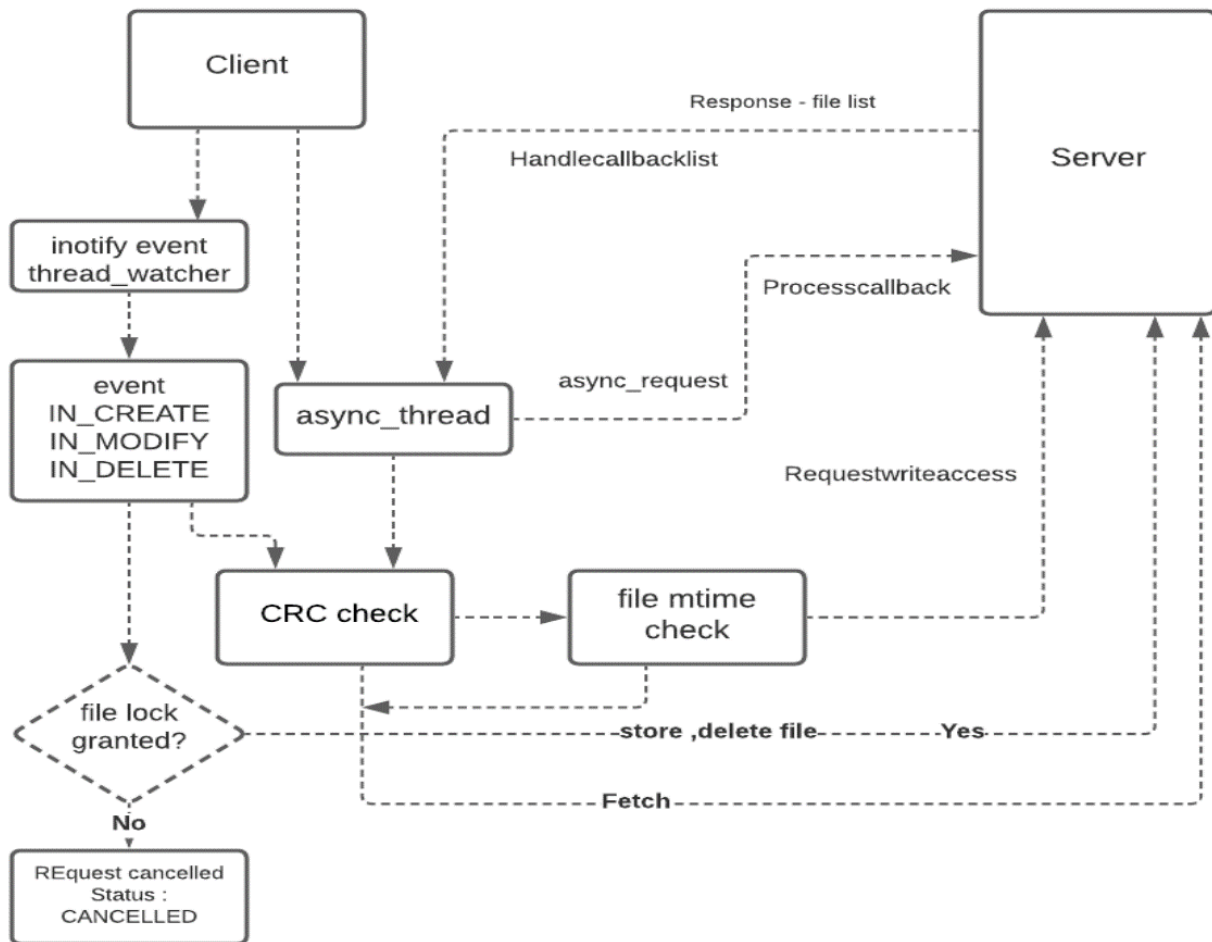 Client
Response - file list
Handlecallbacklist
Server
inotify event
thread_watcher
Processcallback
event
IN_CREATE
IN_MODIFY
IN_DELETE
async_thread
async_request
Requestwriteaccess
CRC check
file mtime
check
file lock
granted?
store ,delete file
Yes
Fetch
No
REquest cancelled
Status :
CANCELLED